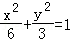 x²/6 + y²/3 = 1